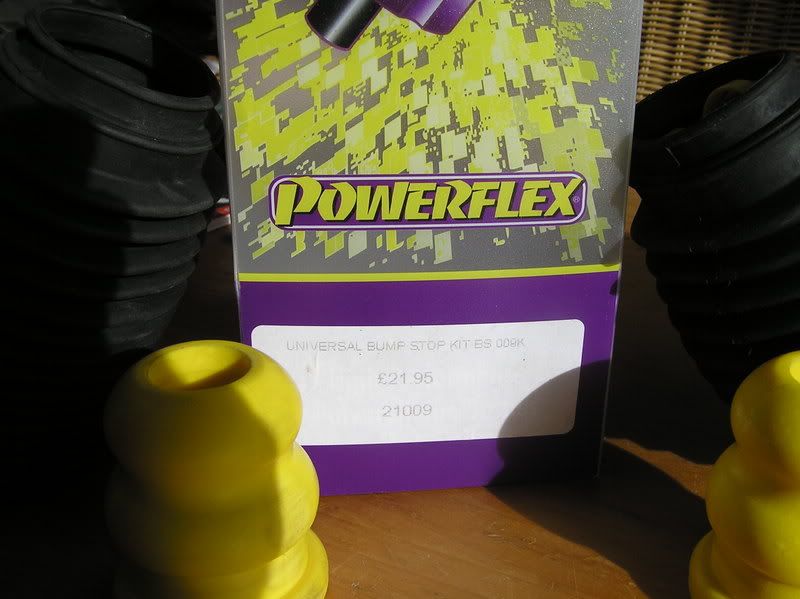 POWERFLEX®
UNIVERSAL BUMP STOP KIT BS 009K
£21.95
21009